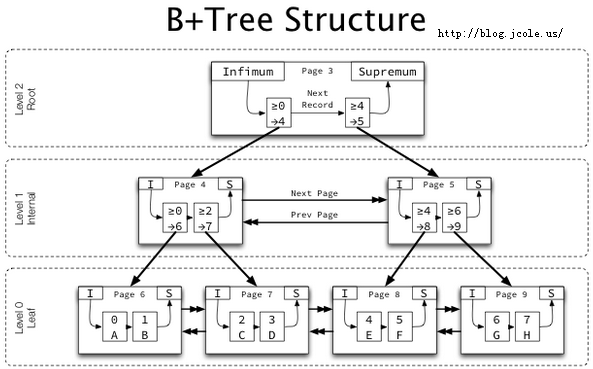 B+Tree Structure
http://blog.jcole.us/
Level 2
Root
Infimum
Page 3
Supremum
Next
Record
≥0
→4
≥4
→5
Level 1
Internal
I
Page 4
S
≥0
→6
≥2
→7
Next Page
Prev Page
I
Page 5
S
≥4
→8
≥6
→9
Level 0
Leaf
I
Page 6
S
0
A
1
B
I
Page 7
S
2
C
3
D
I
Page 8
S
4
E
5
F
I
Page 9
S
6
G
7
H